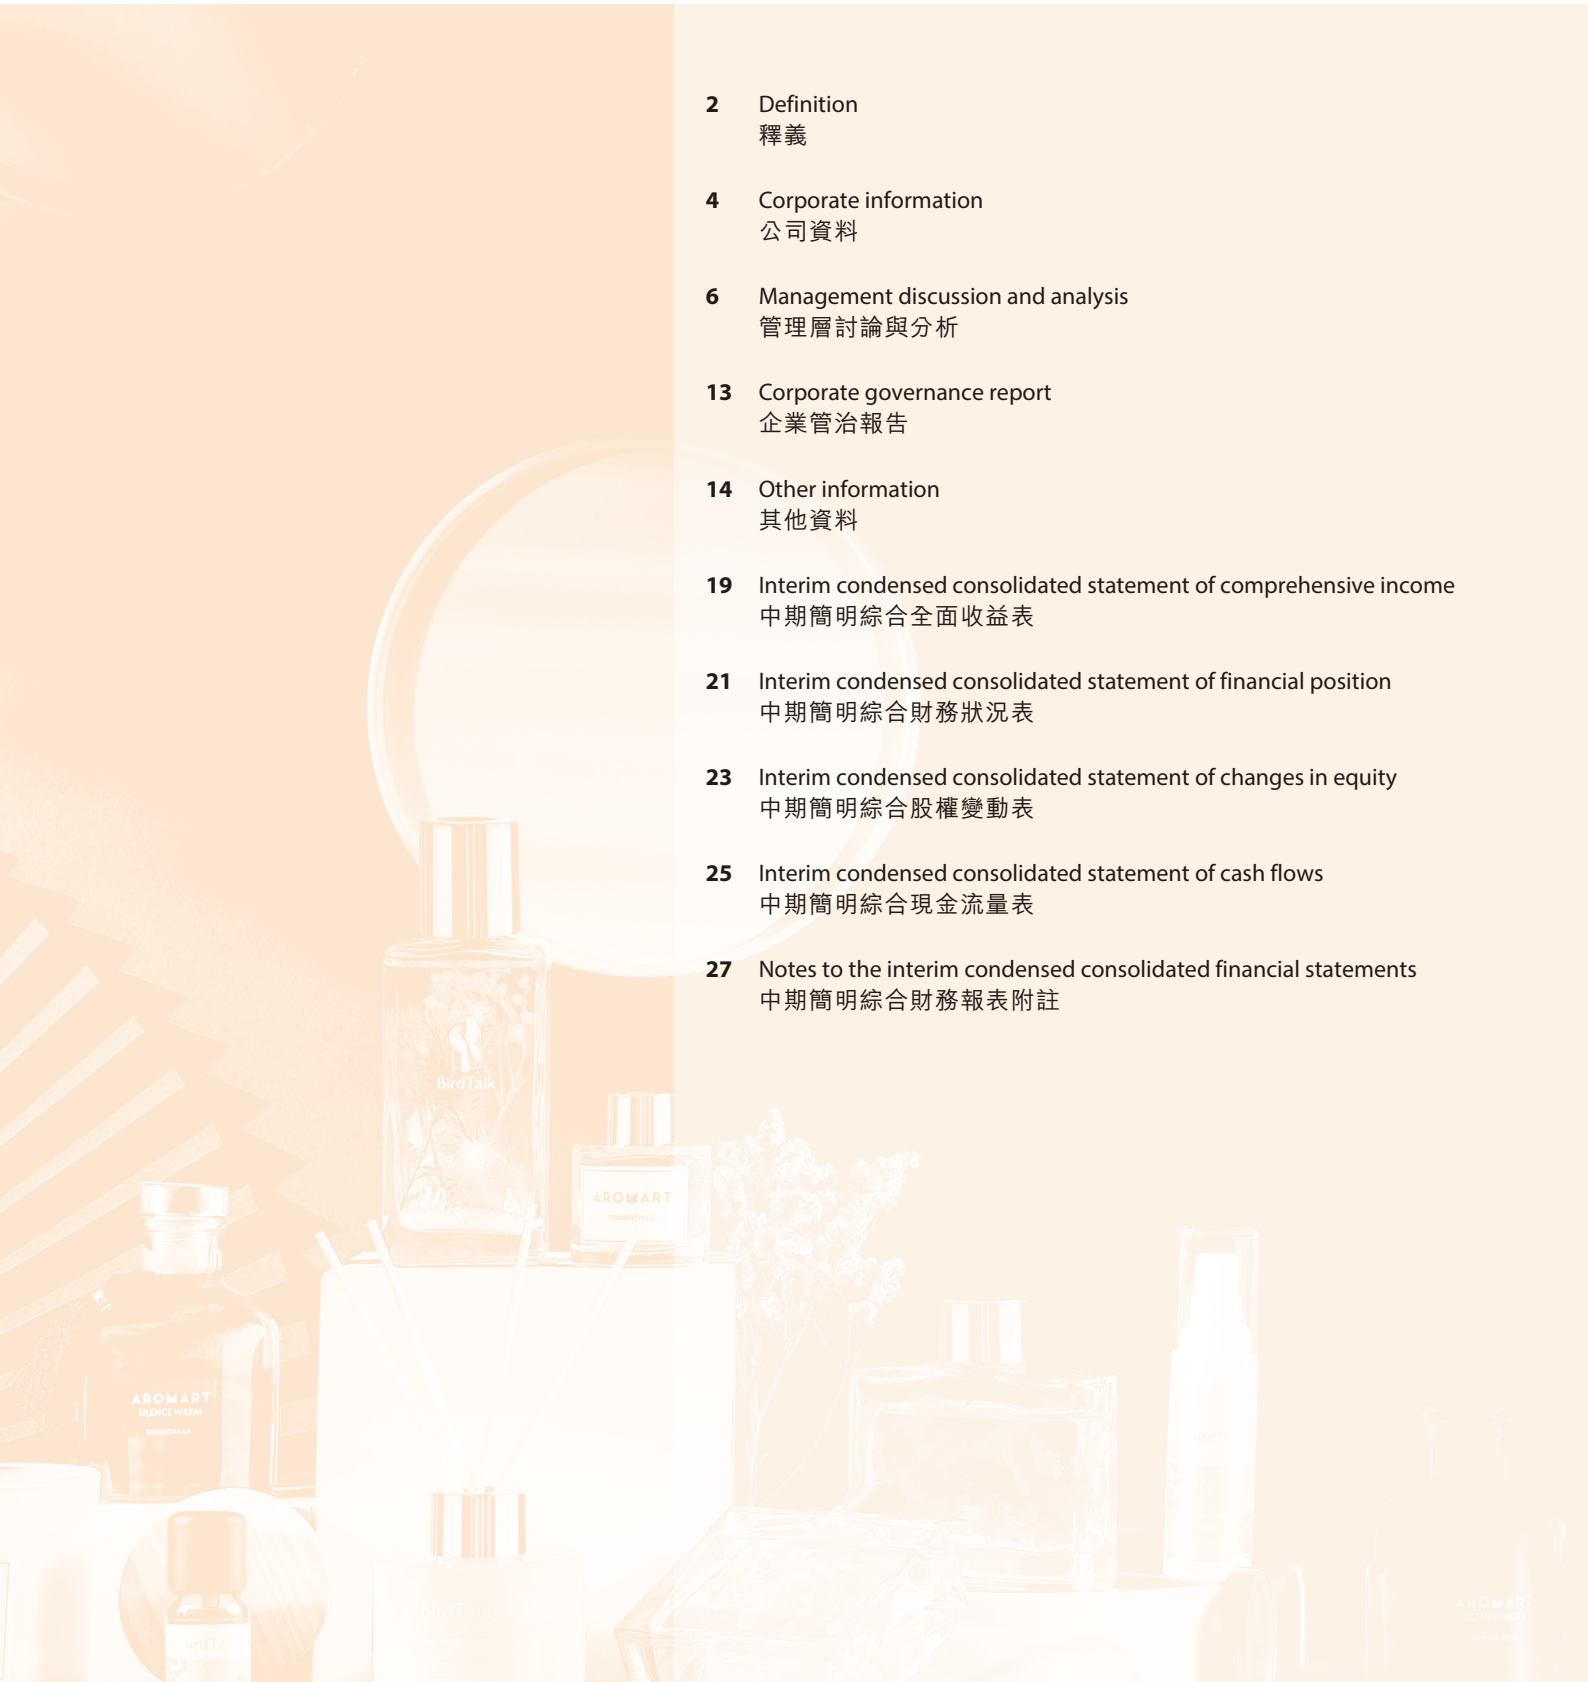 2 Definition
釋義
4 Corporate information
公司資料
6 Management discussion and analysis
管理層討論與分析
13 Corporate governance report
企業管治報告
14 Other information
其他資料
19 Interim condensed consolidated statement of comprehensive income
中期簡明綜合全面收益表
21 Interim condensed consolidated statement of financial position
中期簡明綜合財務狀況表
23 Interim condensed consolidated statement of changes in equity
中期簡明綜合股權變動表
25 Interim condensed consolidated statement of cash flows
中期簡明綜合現金流量表
27 Notes to the interim condensed consolidated financial statements
中期簡明綜合財務報表附註
BirdTalk
AROMART
OSMANTHUS
AROMART
SILENCE WARM
SHANGRI-LA
BirdTalk
AROMART
SILENCE WARM